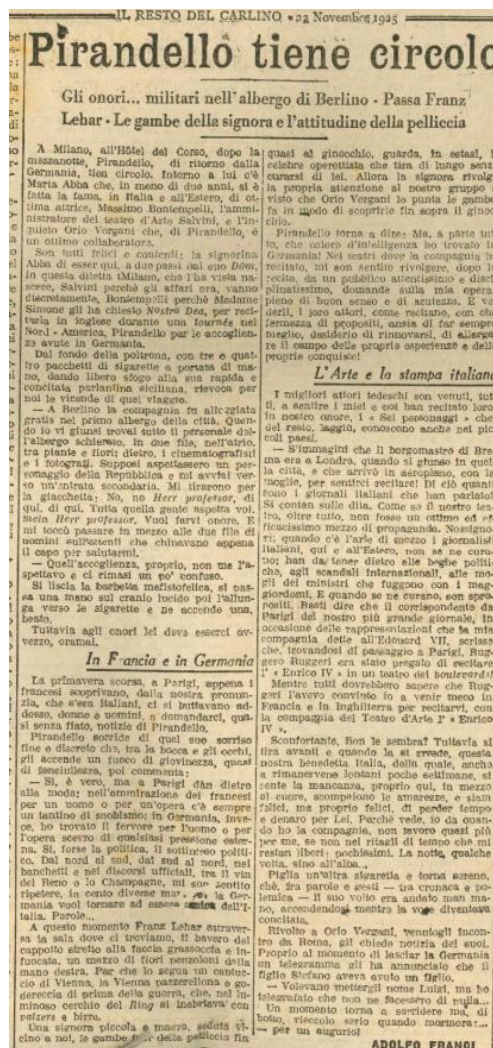 IL RESTO DEL CARLINO • 22 Novembre 1925
Pirandello tiene circolo
Gli onori... militari nell'albergo di Berlino - Passa Franz
Lehar - Le gambe della signora e l'attitudine della pelliccia
A Milano, all'Hôtel del Corso, dopo la
mezzanotte, Pirandello, di ritorno dalla
Germania, tien circolo. Intorno a lui c'è
Marta Abba che, in meno di due anni, si è
fatta la fama, in Italia e all'Estero, di ot-
tima attrice, Massimo Bontempelli, l'ammi-
nistratore del teatro d'Arte Salvini, e l'in-
quieto Orio Vergani che, di Pirandello, è
un ottimo collaboratore.
Son tutti felici e contenti: la signorina
Abba di esser qui, a due passi dal suo Dôm,
in questa diletta Milano, che l'ha vista na-
scere, Salvini perchè gli affari ora, vanno
discretamente, Bontempelli perchè Madame
Simone gli ha chiesto Nostra Dea, per reci-
tarla in inglese durante una tournée nel
Nord - America, Pirandello per le accoglien-
ze avute in Germania.
Dal fondo della poltrona, con tre o quat-
tro pacchetti di sigarette a portata di ma-
no, dando libero sfogo alla sua rapida e
concitata parlantina siciliana, rievoca per
noi le vicende di quel viaggio.
— A Berlino la compagnia fu alloggiata
gratis nel primo albergo della città. Quan-
do io vi giunsi trovai tutto il personale del-
l'albergo schierato, in due file, nell'atrio,
tra piante e fiori; dietro, i cinematografisti
e i fotografi. Supposi aspettassero un per-
sonaggio della Repubblica e mi avviai ver-
so un'entrata secondaria. Mi tirarono per
la giacchetta: No, no Herr professor, di
qui, di qui. Tutta quella gente aspetta voi,
mein Herr professor. Vuol farvi onore. E
mi toccò passare in mezzo alle due file di
uomini sull'attenti che chinavano appena
il capo per salutarmi.
— Quell'accoglienza, proprio, non me l'a-
spettavo e ci rimasi un po' confuso.
Si liscia la barbetta mefistofelica, si pas-
sa una mano sul cranio lucido poi l'allun-
ga verso le sigarette e ne accende una,
beato.
Tuttavia agli onori lei deve esserci av-
vezzo, oramai.
In Francia e in Germania
La primavera scorsa, a Parigi, appena i
francesi scoprivano, dalla nostra pronun-
zia, che s'era italiani, ci si buttavano ad-
dosso, donne e uomini, a domandarci, qua-
si senza fiato, notizie di Pirandello.
Pirandello sorride di quel suo sorriso
fine e discreto che, tra la bocca e gli occhi,
gli accende un fuoco di giovinezza, quasi
di fanciullezza, poi commenta:
— Si, è vero, ma a Parigi dan dietro
alla moda; nell'ammirazione dei francesi
per un uomo o per un'opera c'è sempre
un tantino di snobismo; in Germania, inve-
ce, ho trovato il fervore per l'uomo e per
l'opera scevro di qualsiasi pressione ester-
na. Sì, forse la politica, il sottinteso politi-
co. Dal nord al sud, dal sud al nord, nei
banchetti e nei discorsi ufficiali, tra il vin
del Reno e lo Champagne, mi son sentito
ripetere, in cento diverse la Ger-
mania vuol tornare ad essere amica dell'I-
talia. Parole...
A questo momento Franz Lehar attraver-
sa la sala dove ci troviamo, il bavero del
cappotto stretto alla faccia grassoccia e in-
fuocata, un mazzo di fiori penzoloni dalla
mano destra. Par che lo segua un cantuc-
cio di Vienna, la Vienna pazzerellona e go-
dereccia di prima della guerra, che, nel lu-
minoso cerchio del Ring si inebriava con
valzers e birra.
Una signora piccola e magra, seduta vi-
cino a noi, le gambe fuor della pelliccia fin
quasi al ginocchio, guarda, in estasi, i
celebre operettista che tira di lungo senz
curarsi di lei. Allora la signora rivolg
la propria attenzione al nostro gruppo
visto che Orio Vergani le punta le gambe
fa in modo di scoprirle fin sopra il ginoc
chio.
Pirandello torna a dire: Ma, a parte tut
to, che calore d'intelligenza ho trovato i
Germania! Nei teatri dove la compagnia h
recitato, mi son sentito rivolgere, dopo l
recita, da un pubblico attentissimo e disc
plinatissimo, domande sulla mia opera
piene di buon senso e di acutezza. E va
derli, i loro attori, come recitano, con ch
fermezza di propositi, ansia di far sempr
meglio, desiderio di rinnovarsi, di allarga
re il campo delle proprie esperienze e dell
proprie conquiste!
L'Arte e la stampa italiana
I migliori attori tedeschi son venuti, tut
ti, a sentire i miei e poi han recitato loro
in nostro onore, i « Sei personaggi » che
del resto, laggiù, conoscono anche nei pic
coli paesi.
— S'immagini che il borgomastro di Bre
ma era a Londra, quando si giunse in quel
la città, e che arrivò in aeroplano, con la
moglie, per sentirci recitare! Di ciò quant
sono i giornali italiani che han parlato?
Si contan sulle dita. Come se il nostro tea
tro, oltre tutto, non fosse un ottimo ed ef
ficacissimo mezzo di propaganda. Nossigno
ri; quando c'è l'arte di mezzo i giornalist
italiani, qui e all'Estero, non se ne cura
no; han da tener dietro alle beghe politi
che, agli scandali internazionali, alle mo
gli dei ministri che fuggono con i mag
giordomi. E quando se ne curano, son spro
positi. Basti dire che il corrispondente da
Parigi del nostro più grande giornale, in
occasione delle rappresentazioni che la mia
compagnia dette all'Edouard VII, scrisse
che, trovandosi di passaggio a Parigi, Rug
gero Ruggeri era stato pregato di recitare
l' « Enrico IV » in un teatro dei boulevards!
Mentre tutti dovrebbero sapere che Rug
geri l'avevo convinto io a venir meco in
Francia e in Inghilterra per recitarvi, con
la compagnia del Teatro d'Arte l' « Enrico
IV ».
Sconfortante, non le sembra? Tuttavia si
tira avanti e quando la si rivede, questa
nostra benedetta Italia, della quale, anche
a rimanervene lontani poche settimane, si
sente la mancanza, proprio qui, in mezzo
al cuore, scompaiono le amarezze, e siam
felici, ma proprio felici, di perder tempo
e denaro per Lei. Parchè vede, io da quan-
do ho la compagnia, non lavoro quasi più
per me, se non nei ritagli di tempo che mi
restan liberi: pochissimi. La notte, qualche
volta, sino all'alba...
Piglia un'altra sigaretta e torna sereno,
chè, fra parole e gesti — tra cronaca e po-
lemica — il suo volto era andato man ma-
no, accendendosi mentra la voce diventava
concitata.
Rivolto a Orio Vergani, venutogli incon-
tro da Roma, gli chiede notizia dei suoi.
Proprio al momento di lasciar la Germania
un telegramma gli ha annunciato che il
figlio Stefano aveva avuto un figlio.
— Volevano mettergli nome Luigi, ma ho
telegrafato che non ne facessero di nulla...
Un momento torna a sorridere ma, di
botto, riecciolo serio quando mormora:...
— per un augurio!
ADOLFO FRANCI